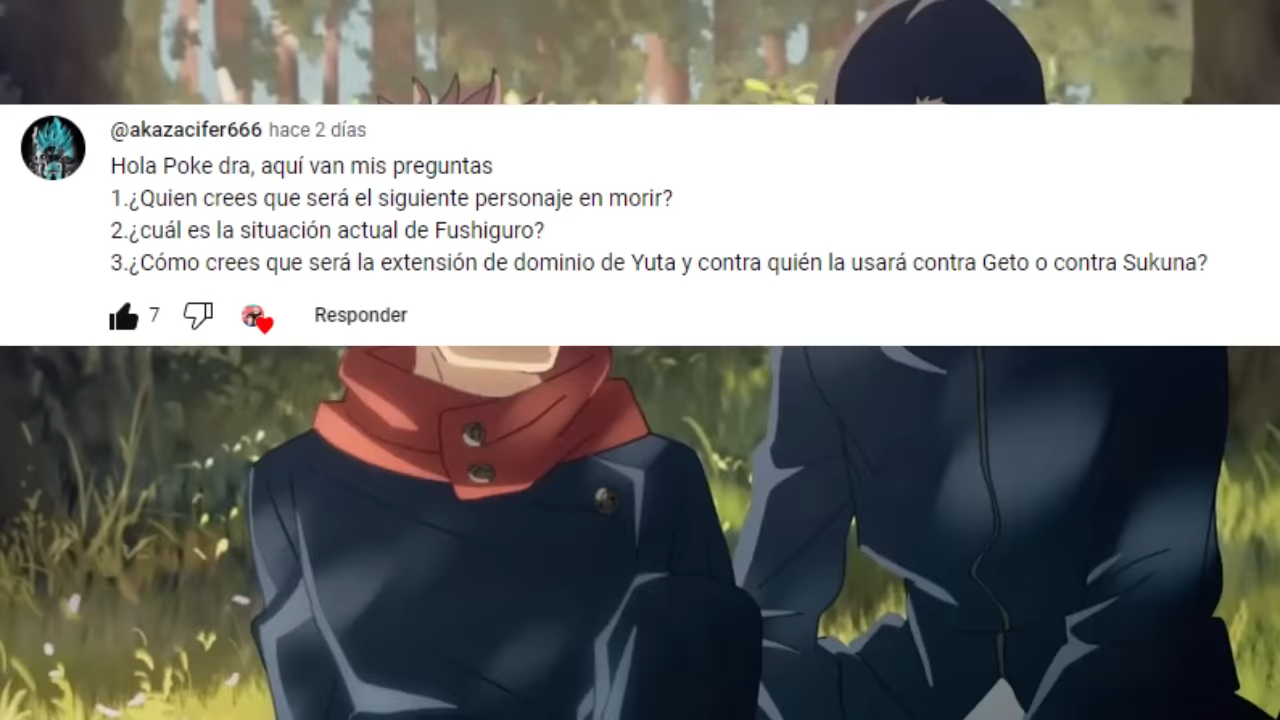 @akazacifer666 hace 2 días
Hola Poke dra, aquí van mis preguntas
1.¿Quien crees que será el siguiente personaje en morir?
2.¿cuál es la situación actual de Fushiguro?
3.¿Cómo crees que será la extensión de dominio de Yuta y contra quién la usará contra Geto o contra Sukuna?
7 Responder